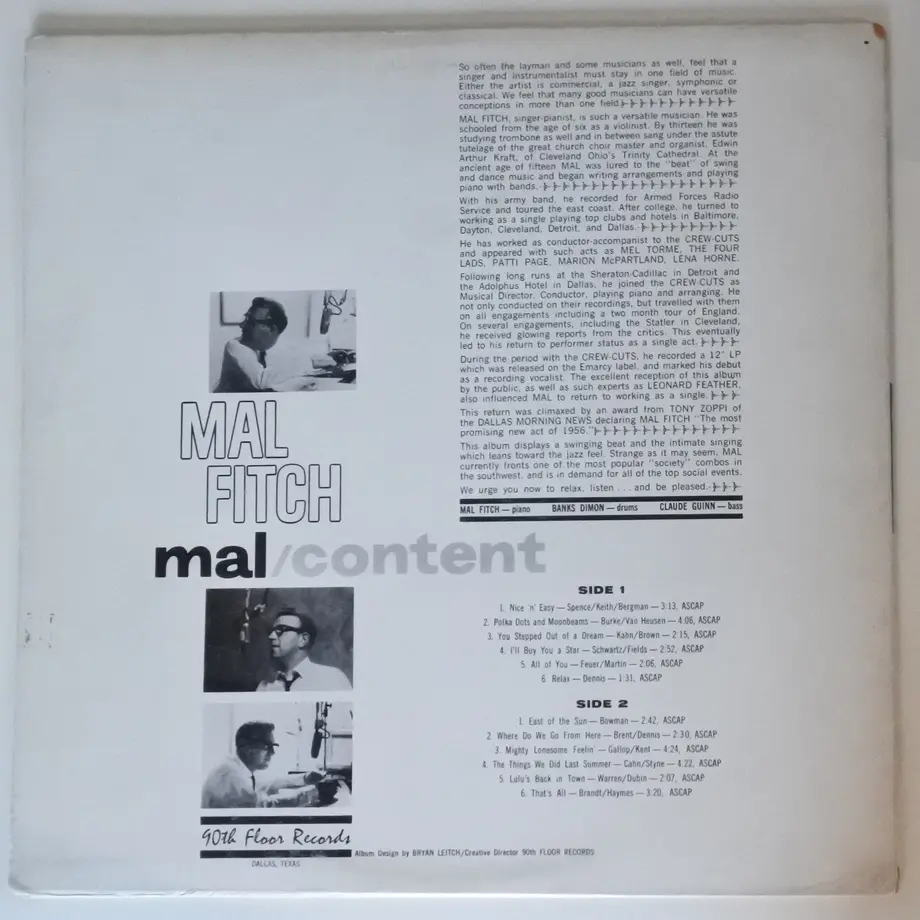 So often the layman and some musicians as well, feel that a
singer and instrumentalist must stay in one field of music.
Either the artist is commercial, a jazz singer, symphonic or
classical. We feel that many good musicians can have versatile
conceptions in more than one field.
MAL FITCH, singer-pianist, is such a versatile musician. He was
schooled from the age of six as a violinist. By thirteen he was
studying trombone as well and in between sang under the astute
tutelage of the great church choir master and organist, Edwin
Arthur Kraft, of Cleveland Ohio's Trinity Cathedral. At the
ancient age of fifteen MAL was lured to the "beat" of swing
and dance music and began writing arrangements and playing
piano with bands.
With his army band, he recorded for Armed Forces Radio
Service and toured the east coast. After college, he turned to
working as a single playing top clubs and hotels in Baltimore,
Dayton, Cleveland, Detroit, and Dallas.
He has worked as conductor-accompanist to the CREW-CUTS
and appeared with such acts as MEL TORME, THE FOUR
LADS, PATTI PAGE, MARION McPARTLAND, LENA HORNE.
Following long runs at the Sheraton-Cadillac in Detroit and
the Adolphus Hotel in Dallas, he joined the CREW-CUTS as
Musical Director, Conductor, playing piano and arranging. He
not only conducted on their recordings, but travelled with them
on all engagements including a two month tour of England.
On several engagements, including the Statler in Cleveland,
he received glowing reports from the critics. This eventually
led to his return to performer status as a single act.
During the period with the CREW-CUTS, he recorded a 12" LP
which was released on the Emarcy label, and marked his debut
as a recording vocalist. The excellent reception of this album
by the public, as well as such experts as LEONARD FEATHER,
also influenced MAL to return to working as a single.
This return was climaxed by an award from TONY ZOPPI of
the DALLAS MORNING NEWS declaring MAL FITCH "The most
promising new act of 1956."
This album displays a swinging beat and the intimate singing
which leans toward the jazz feel. Strange as it may seem, MAL
currently fronts one of the most popular "society" combos in
the southwest, and is in demand for all of the top social events.
We urge you now to relax, listen . . . and be pleased.
MAL FITCH — piano BANKS DIMON — drums CLAUDE GUINN — bass
MAL
FITCH
mal/content
SIDE 1
1. Nice 'n' Easy — Spence/Keith/Bergman — 3:13, ASCAP
2. Polka Dots and Moonbeams — Burke/Van Heusen — 4:06, ASCAP
3. You Stepped Out of a Dream — Kahn/Brown — 2:15, ASCAP
4. I'll Buy You a Star — Schwartz/Fields — 2:52, ASCAP
5. All of You — Feuer/Martin — 2:06, ASCAP
6. Relax — Dennis — 1:31, ASCAP
SIDE 2
1. East of the Sun — Bowman — 2:42, ASCAP
2. Where Do We Go From Here — Brent/Dennis — 2:30, ASCAP
3. Mighty Lonesome Feelin' — Gallop/Kent — 4:24, ASCAP
4. The Things We Did Last Summer — Cahn/Styne — 4:22, ASCAP
5. Lulu's Back in Town — Warren/Dubin — 2:07, ASCAP
6. That's All — Brandt/Haymes — 3:20, ASCAP
90th Floor Records
DALLAS, TEXAS
Album Design by BRYAN LEITCH/Creative Director 90th FLOOR RECORDS